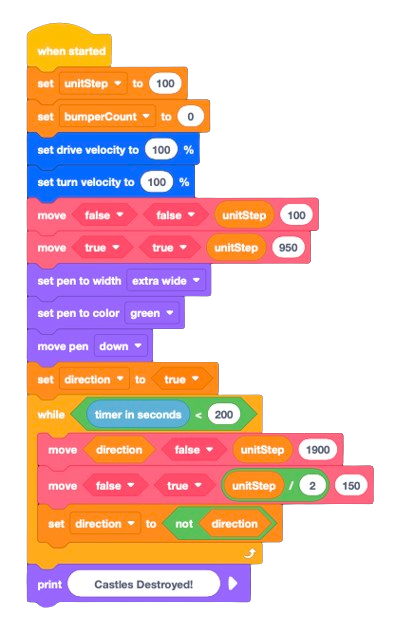 when started
set unitStep to 100
set bumperCount to 0
set drive velocity to 100 %
set turn velocity to 100 %
move false false unitStep 100
move true true unitStep 950
set pen to width extra wide
set pen to color green
move pen down
set direction to true
while timer in seconds < 200
move direction false unitStep 1900
move false true unitStep / 2 150
set direction to not direction
print Castles Destroyed!